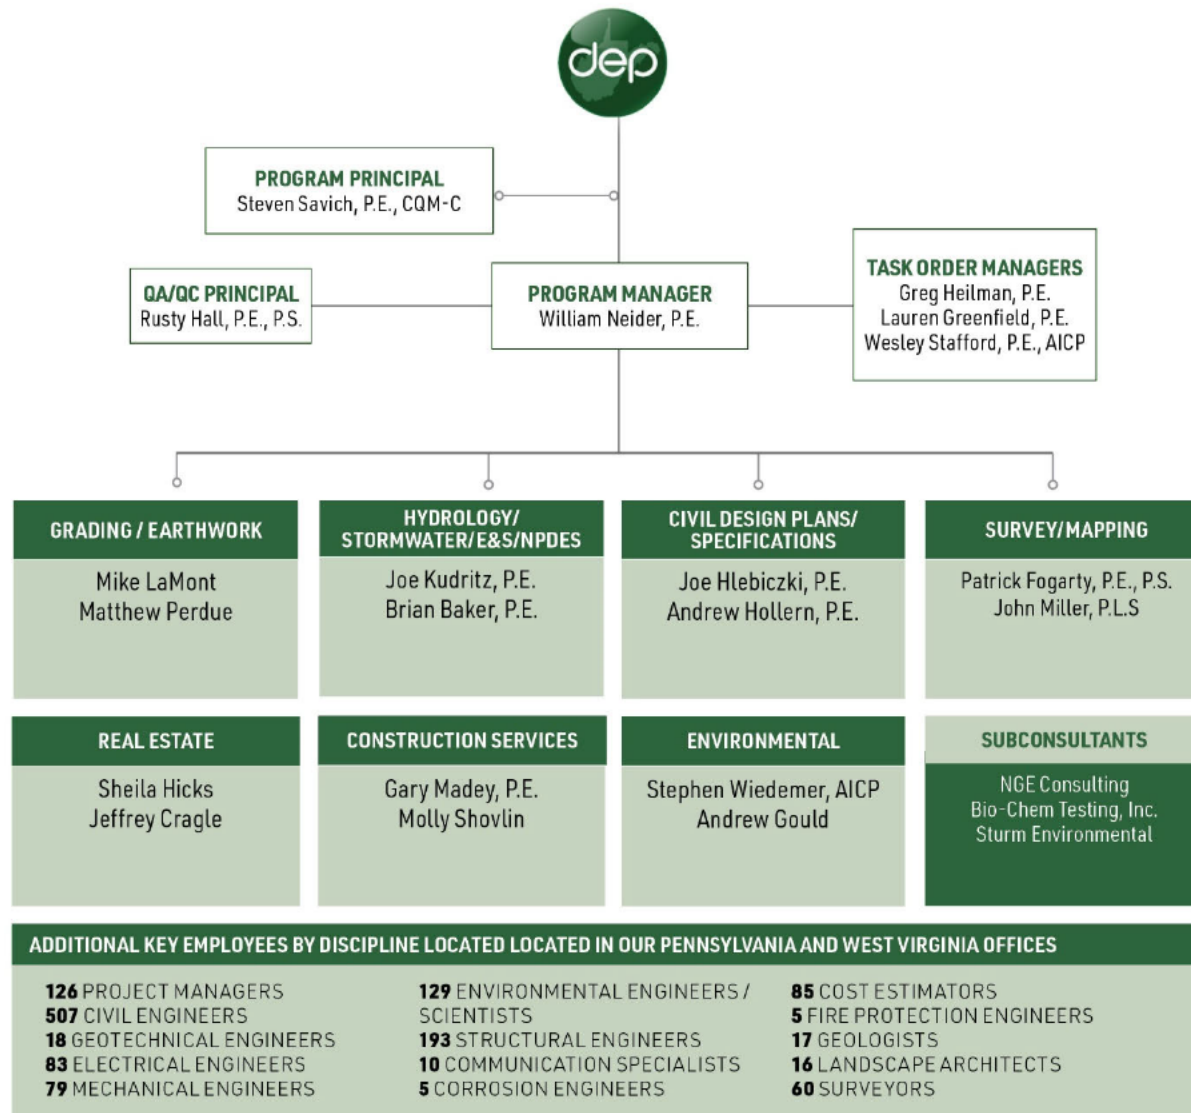 dep
PROGRAM PRINCIPAL
Steven Savich, P.E., CQM-C
QA/QC PRINCIPAL
Rusty Hall, P.E., P.S.
PROGRAM MANAGER
William Neider, P.E.
TASK ORDER MANAGERS
Greg Heilman, P.E.
Lauren Greenfield, P.E.
Wesley Stafford, P.E., AICP
GRADING / EARTHWORK
Mike LaMont
Matthew Perdue
HYDROLOGY/
STORMWATER/E&S/NPDES
Joe Kudritz, P.E.
Brian Baker, P.E.
CIVIL DESIGN PLANS/
SPECIFICATIONS
Joe Hlebiczki, P.E.
Andrew Hollern, P.E.
SURVEY/MAPPING
Patrick Fogarty, P.E., P.S.
John Miller, P.L.S
REAL ESTATE
Sheila Hicks
Jeffrey Cragle
CONSTRUCTION SERVICES
Gary Madey, P.E.
Molly Shovlin
ENVIRONMENTAL
Stephen Wiedemer, AICP
Andrew Gould
SUBCONSULTANTS
NGE Consulting
Bio-Chem Testing, Inc.
Sturm Environmental
ADDITIONAL KEY EMPLOYEES BY DISCIPLINE LOCATED LOCATED IN OUR PENNSYLVANIA AND WEST VIRGINIA OFFICES
126 PROJECT MANAGERS
507 CIVIL ENGINEERS
18 GEOTECHNICAL ENGINEERS
83 ELECTRICAL ENGINEERS
79 MECHANICAL ENGINEERS
129 ENVIRONMENTAL ENGINEERS /
SCIENTISTS
193 STRUCTURAL ENGINEERS
10 COMMUNICATION SPECIALISTS
5 CORROSION ENGINEERS
85 COST ESTIMATORS
5 FIRE PROTECTION ENGINEERS
17 GEOLOGISTS
16 LANDSCAPE ARCHITECTS
60 SURVEYORS